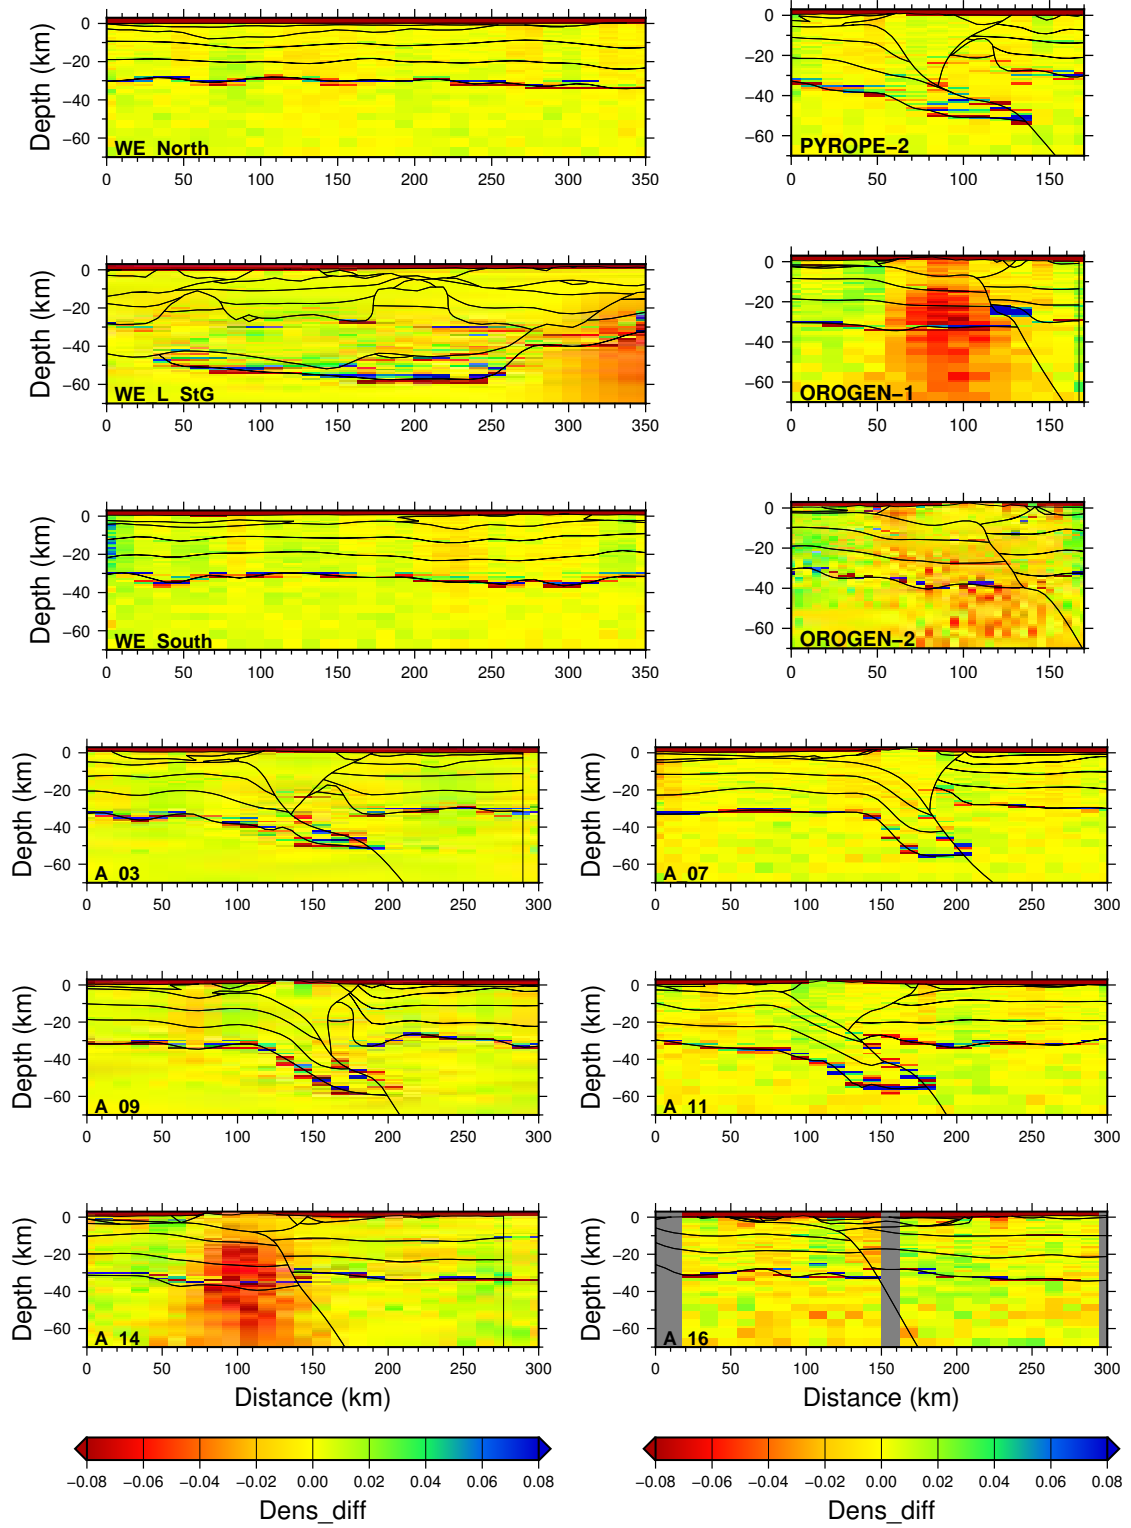 0
−20
−40
−60
Depth (km)
WE_North
0 50 100 150 200 250 300 350
0
−20
−40
−60
PYROPE−2
0 50 100 150
0
−20
−40
−60
Depth (km)
WE_L_StG
0 50 100 150 200 250 300 350
0
−20
−40
−60
OROGEN−1
0 50 100 150
0
−20
−40
−60
Depth (km)
WE_South
0 50 100 150 200 250 300 350
0
−20
−40
−60
OROGEN−2
0 50 100 150
0
−20
−40
−60
Depth (km)
A_03
0 50 100 150 200 250 300
0
−20
−40
−60
Depth (km)
A_07
0 50 100 150 200 250 300
0
−20
−40
−60
Depth (km)
A_09
0 50 100 150 200 250 300
0
−20
−40
−60
Depth (km)
A_11
0 50 100 150 200 250 300
0
−20
−40
−60
Depth (km)
A_14
0 50 100 150 200 250 300
Distance (km)
0
−20
−40
−60
Depth (km)
A_16
0 50 100 150 200 250 300
Distance (km)
−0.08 −0.06 −0.04 −0.02 0.00 0.02 0.04 0.06 0.08
Dens_diff
−0.08 −0.06 −0.04 −0.02 0.00 0.02 0.04 0.06 0.08
Dens_diff